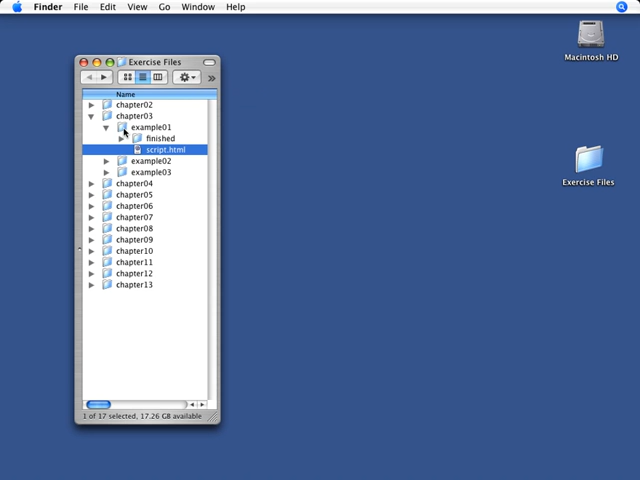 Finder File Edit View Go Window Help
Exercise Files
Name
chapter02
chapter03
example01
finished
script.html
example02
example03
chapter04
chapter05
chapter06
chapter07
chapter08
chapter09
chapter10
chapter11
chapter12
chapter13
1 of 17 selected, 17.26 GB available
Macintosh HD
Exercise Files